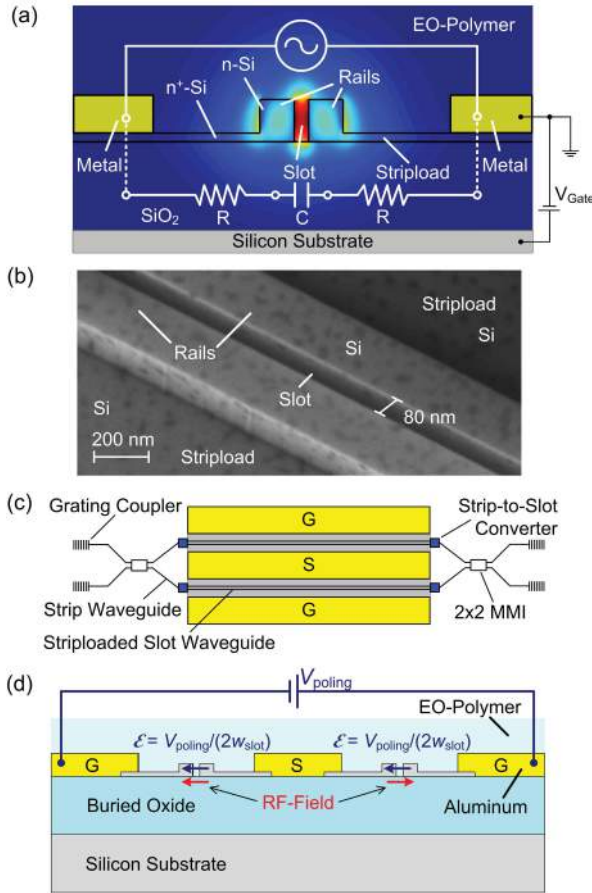 (a)
EO-Polymer
n-Si
Rails
n⁺-Si
Metal
Slot
Stripload
Metal
SiO₂
R
C
R
V_Gate
Silicon Substrate
(b)
Stripload
Si
Rails
Si
Slot
80 nm
Si
200 nm
Stripload
(c)
Grating Coupler
G
Strip-to-Slot
Converter
S
Strip Waveguide
G
2x2 MMI
Striploaded Slot Waveguide
(d)
V_poling
EO-Polymer
ℰ = V_poling/(2w_slot)
ℰ = V_poling/(2w_slot)
G
S
G
RF-Field
Buried Oxide
Aluminum
Silicon Substrate